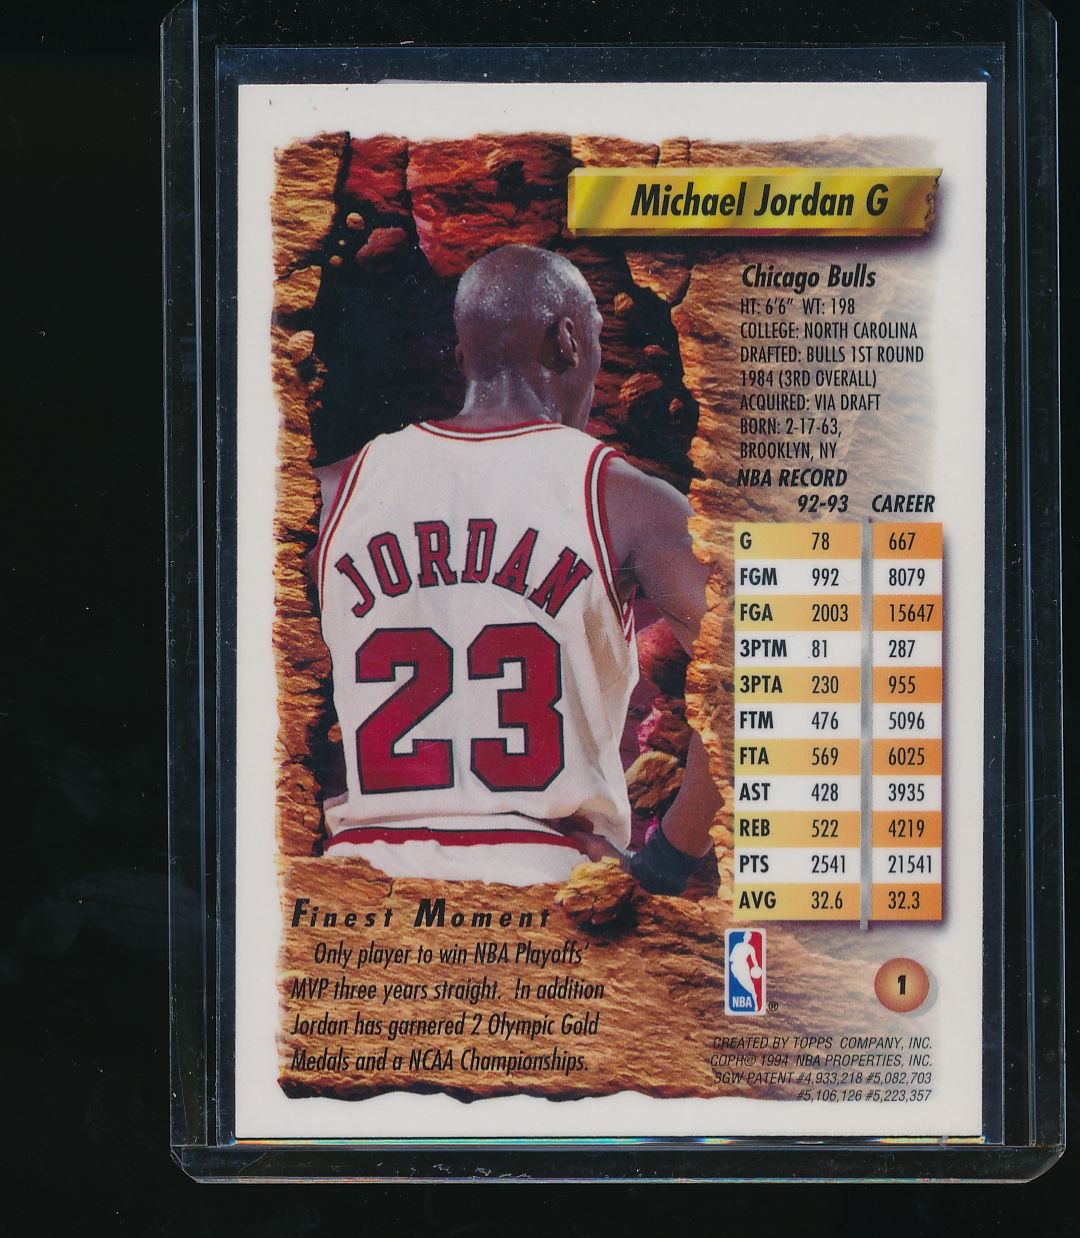 Michael Jordan G
Chicago Bulls
HT: 6'6" WT: 198
COLLEGE: NORTH CAROLINA
DRAFTED: BULLS 1ST ROUND
1984 (3RD OVERALL)
ACQUIRED: VIA DRAFT
BORN: 2-17-63,
BROOKLYN, NY
NBA RECORD
92-93 CAREER
G 78 667
FGM 992 8079
FGA 2003 15647
3PTM 81 287
3PTA 230 955
FTM 476 5096
FTA 569 6025
AST 428 3935
REB 522 4219
PTS 2541 21541
AVG 32.6 32.3
JORDAN
23
Finest Moment
Only player to win NBA Playoffs'
MVP three years straight. In addition
Jordan has garnered 2 Olympic Gold
Medals and a NCAA Championships.
NBA ®
1
CREATED BY TOPPS COMPANY, INC.
COPR© 1994 NBA PROPERTIES, INC.
SGW PATENT #4,933,218 #5,082,703
#5,106,126 #5,223,357